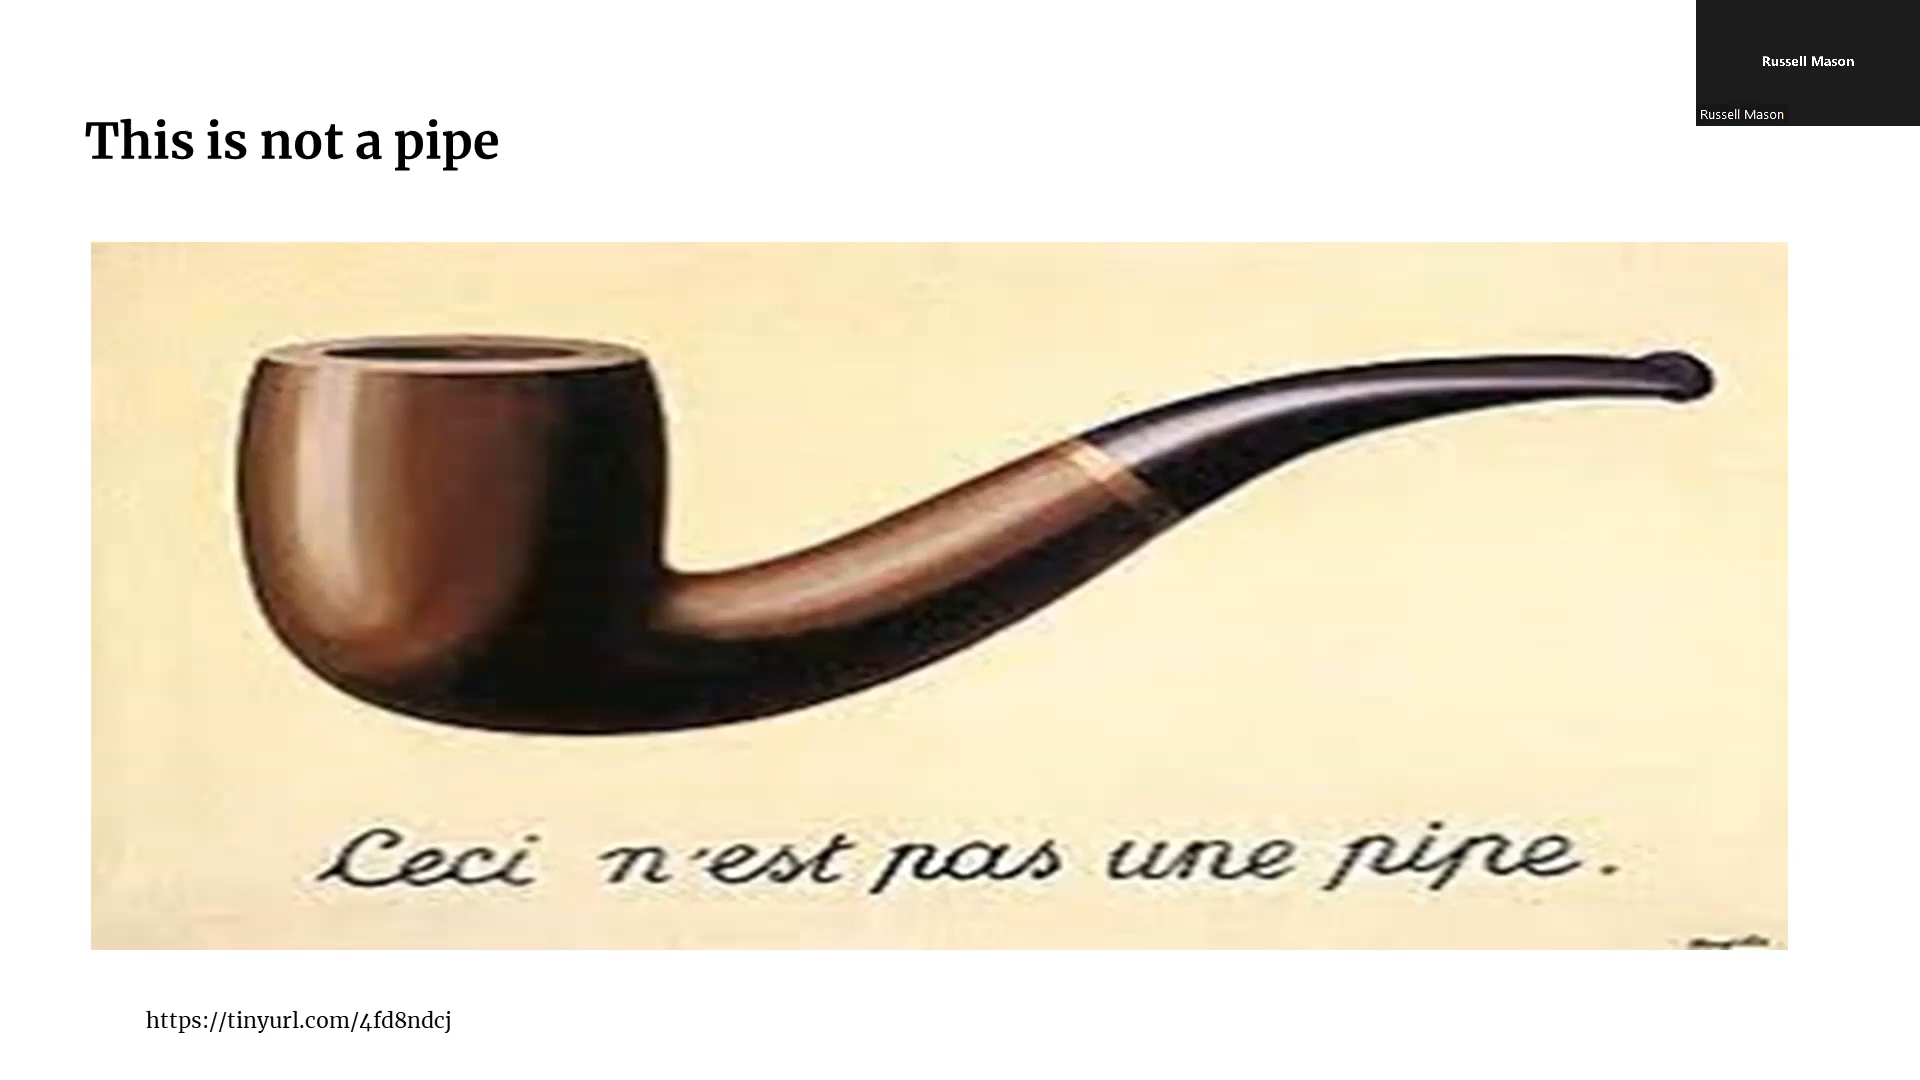 Russell Mason
Russell Mason
This is not a pipe
Ceci n'est pas une pipe.
https://tinyurl.com/4fd8ndcj